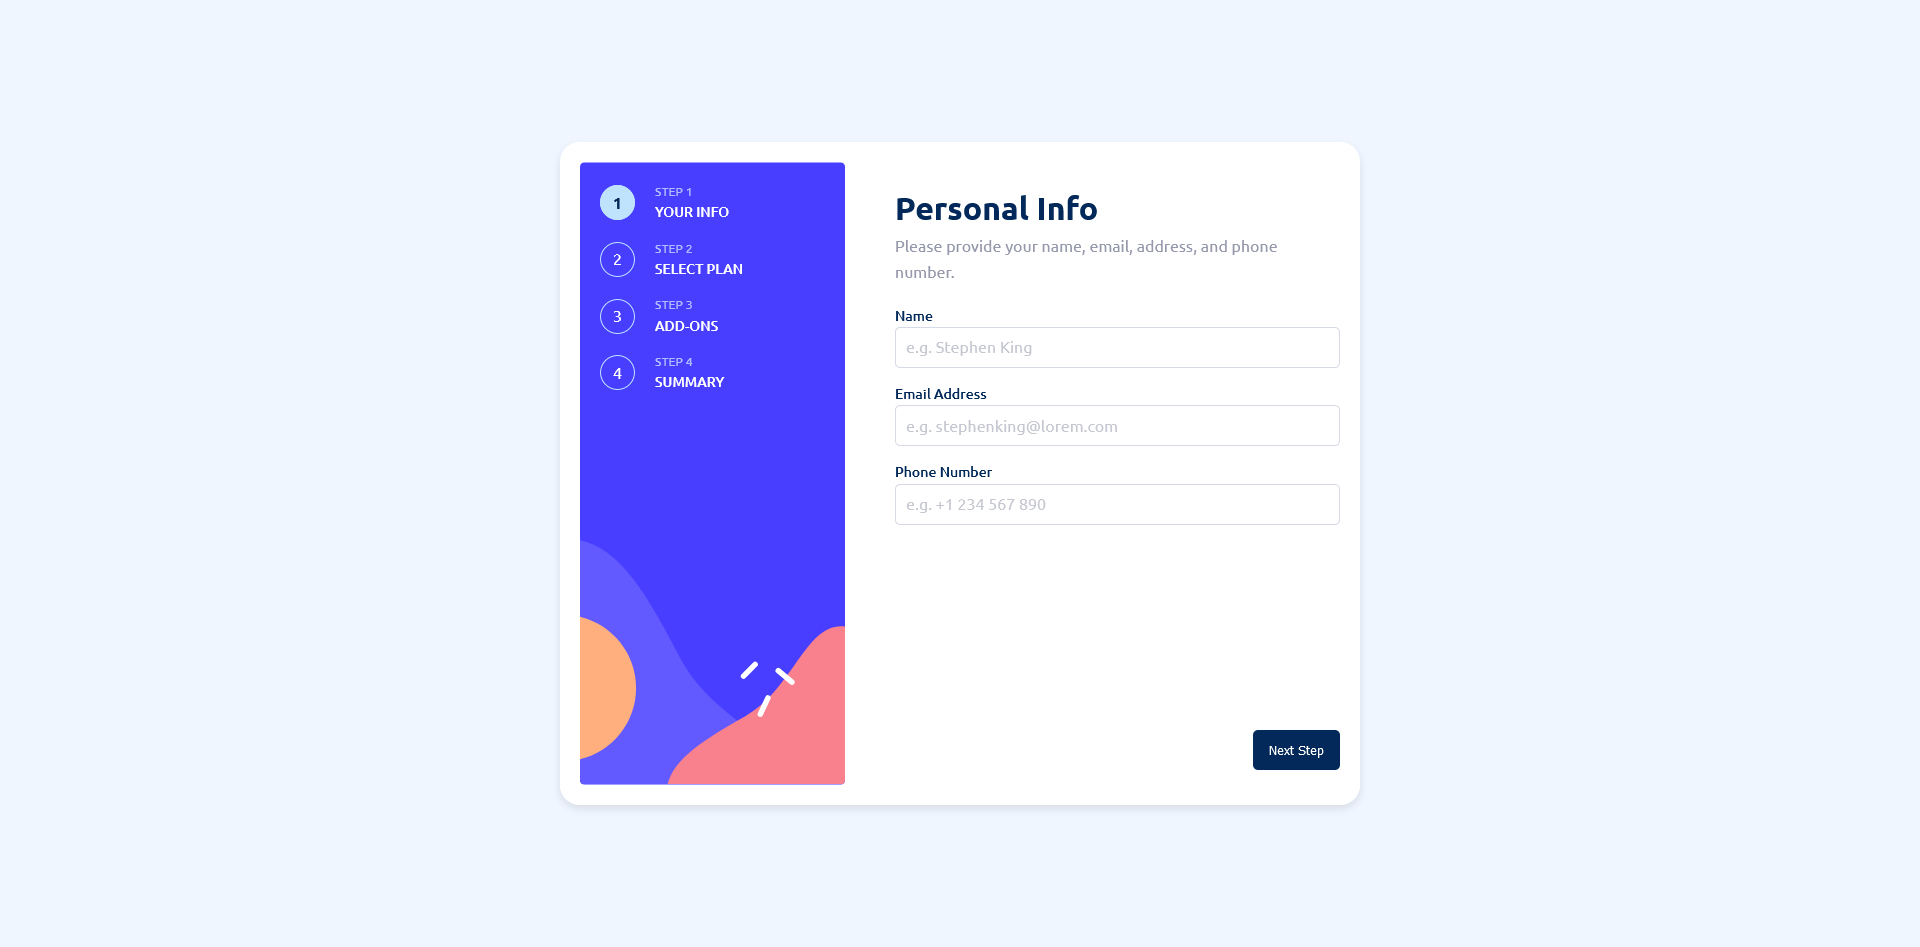 1
STEP 1
YOUR INFO
2
STEP 2
SELECT PLAN
3
STEP 3
ADD-ONS
4
STEP 4
SUMMARY
Personal Info
Please provide your name, email, address, and phone
number.
Name
e.g. Stephen King
Email Address
e.g. stephenking@lorem.com
Phone Number
e.g. +1 234 567 890
Next Step